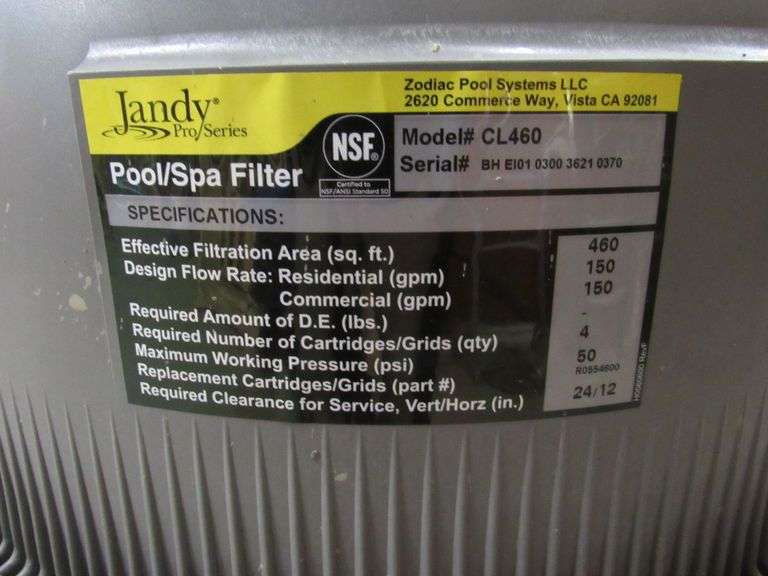 Jandy®
Pro Series
Zodiac Pool Systems LLC
2620 Commerce Way, Vista CA 92081
Pool/Spa Filter
NSF®
Certified to
NSF/ANSI Standard 50
Model# CL460
Serial# BH EI01 0300 3621 0370
SPECIFICATIONS:
Effective Filtration Area (sq. ft.) 460
Design Flow Rate: Residential (gpm) 150
Commercial (gpm) 150
Required Amount of D.E. (lbs.) -
Required Number of Cartridges/Grids (qty) 4
Maximum Working Pressure (psi) 50
Replacement Cartridges/Grids (part #) R0554600
Required Clearance for Service, Vert/Horz (in.) 24/12